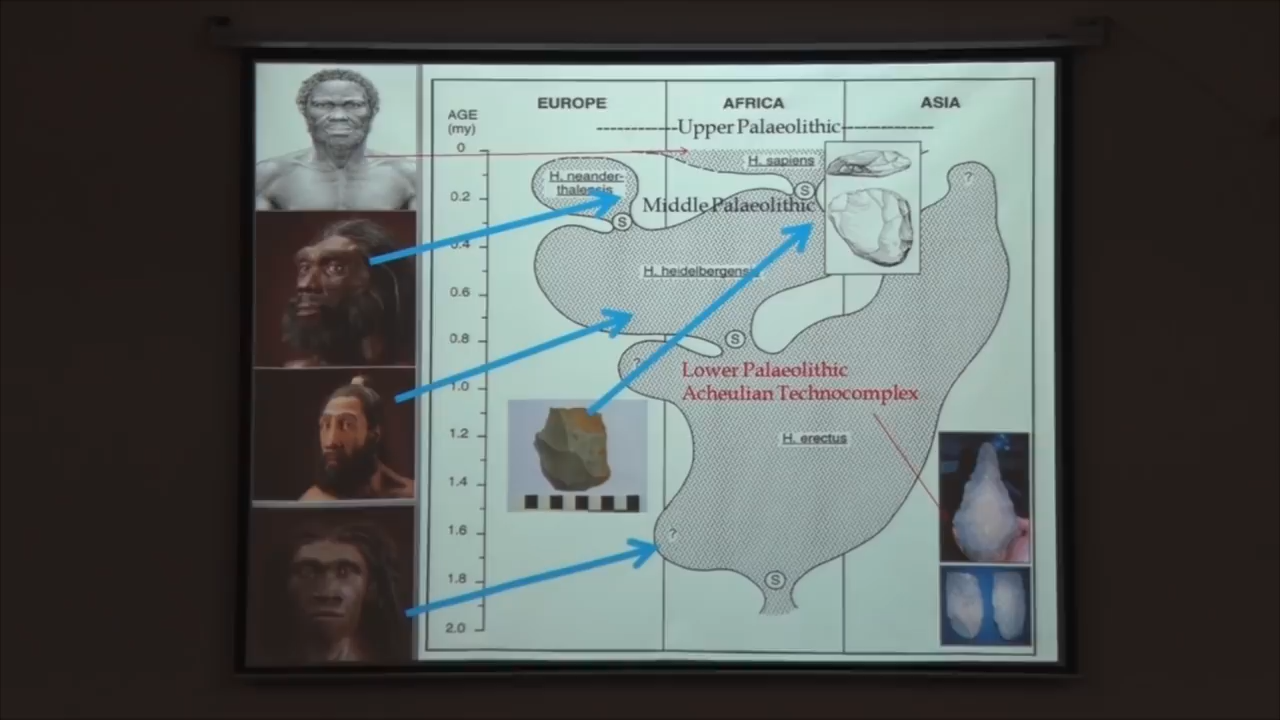 EUROPE AFRICA ASIA
AGE
(my)
Upper Palaeolithic
0
H. sapiens
S
H. neander-
thalessis
0.2
Middle Palaeolithic
S
?
0.4
H. heidelbergensis
0.6
0.8
S
?
Lower Palaeolithic
Acheulian Technocomplex
1.0
1.2
H. erectus
1.4
1.6
?
1.8
S
2.0